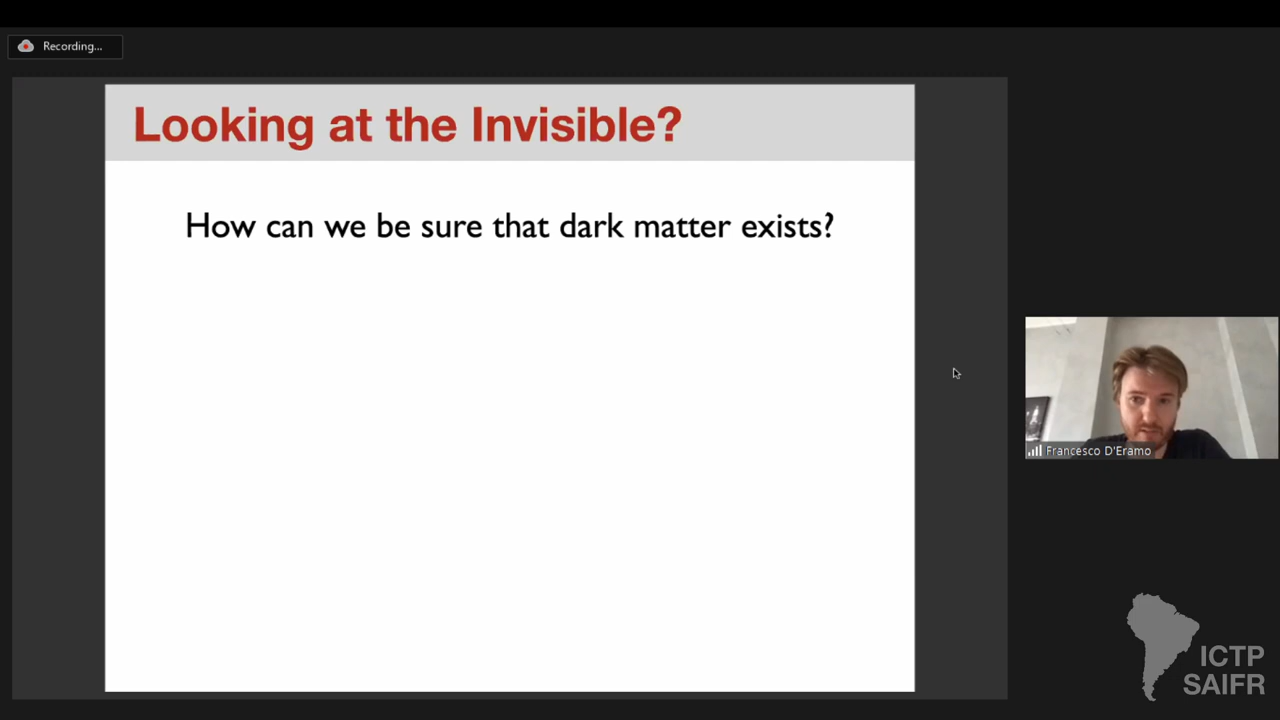 Recording...
Looking at the Invisible?
How can we be sure that dark matter exists?
Francesco D'Eramo
ICTP
SAIFR